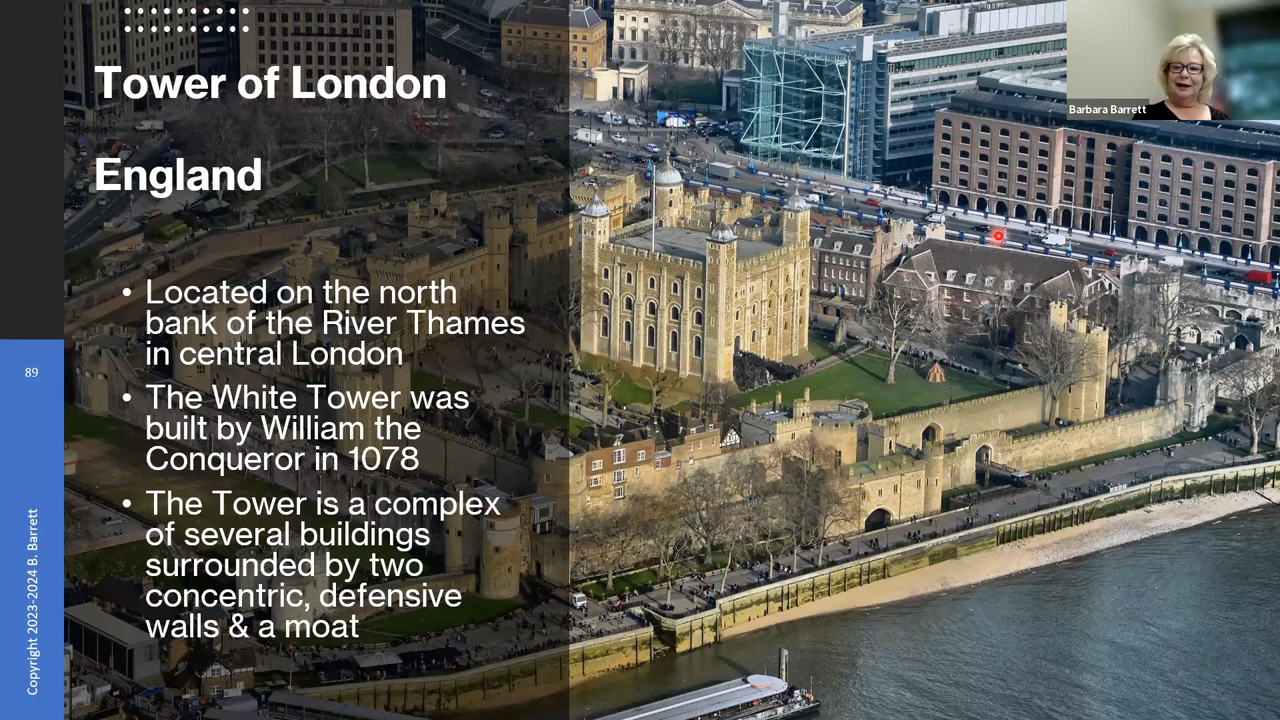 Tower of London
England
• Located on the north
bank of the River Thames
in central London
• The White Tower was
built by William the
Conqueror in 1078
• The Tower is a complex
of several buildings
surrounded by two
concentric, defensive
walls & a moat
89
Copyright 2023-2024 B. Barrett
Barbara Barrett